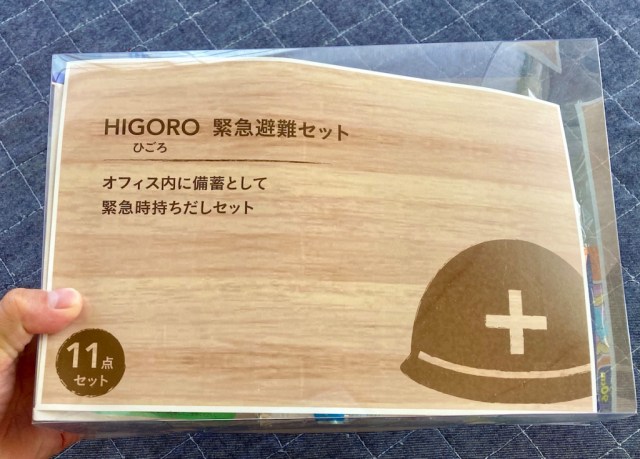 HIGORO 緊急避難セット
ひごろ
オフィス内に備蓄として
緊急時持ちだしセット
11点
セット